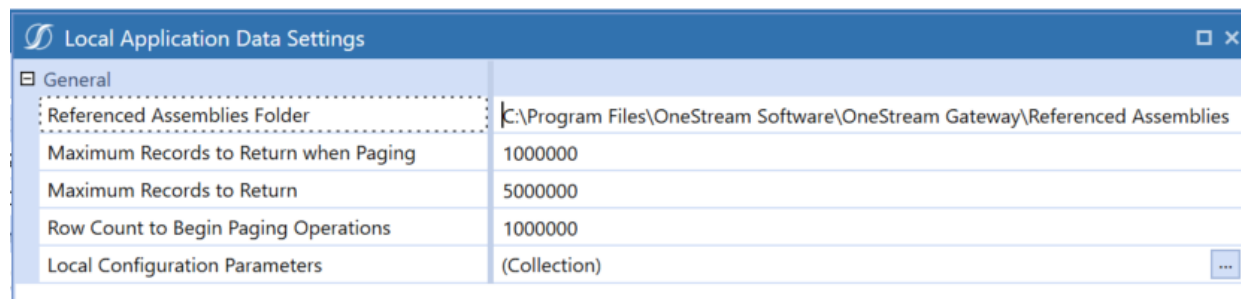 Local Application Data Settings
General
Referenced Assemblies Folder C:\Program Files\OneStream Software\OneStream Gateway\Referenced Assemblies
Maximum Records to Return when Paging 1000000
Maximum Records to Return 5000000
Row Count to Begin Paging Operations 1000000
Local Configuration Parameters (Collection) ...